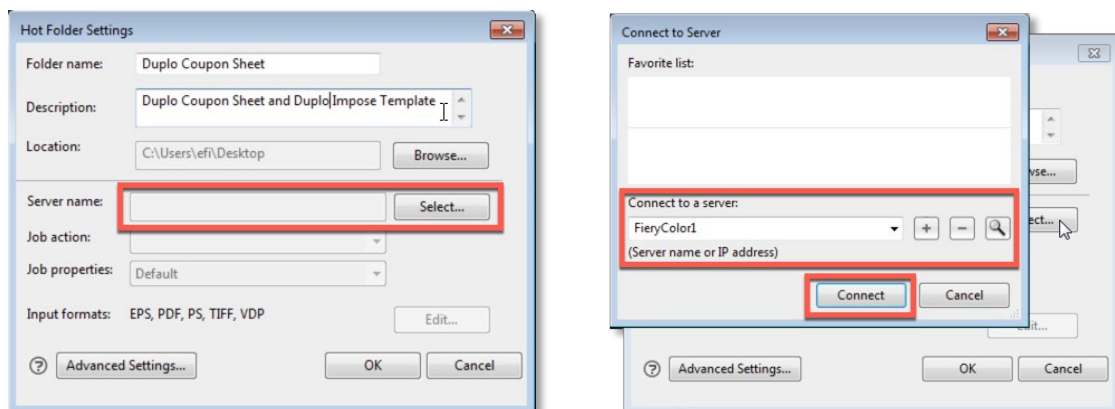 Hot Folder Settings
Folder name: Duplo Coupon Sheet
Description: Duplo Coupon Sheet and Duplo Impose Template
Location: C:\Users\efi\Desktop Browse...
Server name: Select...
Job action:
Job properties: Default
Input formats: EPS, PDF, PS, TIFF, VDP Edit...
? Advanced Settings... OK Cancel
Connect to Server
Favorite list:
Connect to a server:
FieryColor1 + −
(Server name or IP address)
Connect Cancel
wse...
ect...
Edit...
? Advanced Settings... OK Cancel